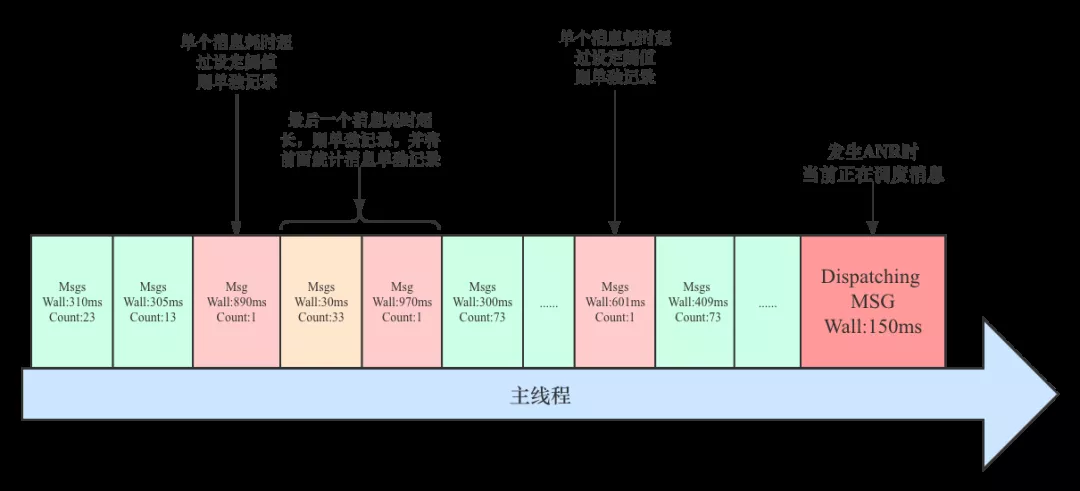 单个消息耗时超
过设定阈值
则单独记录
最后一个消息耗时超
长，则单独记录，并将
前面统计消息单独记录
单个消息耗时超
过设定阈值
则单独记录
发生ANR时
当前正在调度消息
Msgs
Wall:310ms
Count:23
Msgs
Wall:305ms
Count:13
Msg
Wall:890ms
Count:1
Msgs
Wall:30ms
Count:33
Msg
Wall:970ms
Count:1
Msgs
Wall:300ms
Count:73
......
Msgs
Wall:601ms
Count:1
Msgs
Wall:409ms
Count:73
......
Dispatching
MSG
Wall:150ms
主线程